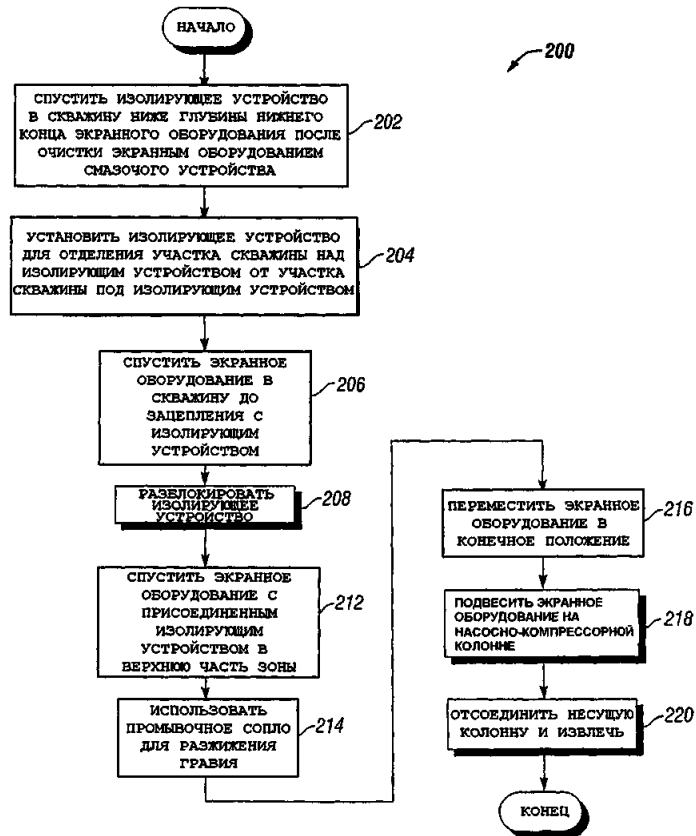 НАЧАЛО
200
СПУСТИТЬ ИЗОЛИРУЮЩЕЕ УСТРОЙСТВО
В СКВАЖИНУ НИЖЕ ГЛУБИНЫ НИЖНЕГО
КОНЦА ЭКРАННОГО ОБОРУДОВАНИЯ ПОСЛЕ
ОЧИСТКИ ЭКРАННЫМ ОБОРУДОВАНИЕМ
СМАЗОЧОГО УСТРОЙСТВА
202
УСТАНОВИТЬ ИЗОЛИРУЮЩЕЕ УСТРОЙСТВО
ДЛЯ ОТДЕЛЕНИЯ УЧАСТКА СКВАЖИНЫ НАД
ИЗОЛИРУЮЩИМ УСТРОЙСТВОМ ОТ УЧАСТКА
СКВАЖИНЫ ПОД ИЗОЛИРУЮЩИМ УСТРОЙСТВОМ
204
СПУСТИТЬ ЭКРАННОЕ
ОБОРУДОВАНИЕ В
СКВАЖИНУ ДО
ЗАЦЕПЛЕНИЯ С
ИЗОЛИРУЮЩИМ
УСТРОЙСТВОМ
206
РАЗБЛОКИРОВАТЬ
ИЗОЛИРУЮЩЕЕ
УСТРОЙСТВО
208
СПУСТИТЬ ЭКРАННОЕ
ОБОРУДОВАНИЕ С
ПРИСОЕДИНЕННЫМ
ИЗОЛИРУЮЩИМ
УСТРОЙСТВОМ В
ВЕРХНЮЮ ЧАСТЬ ЗОНЫ
212
ИСПОЛЬЗОВАТЬ
ПРОМЫВОЧНОЕ СОПЛО
ДЛЯ РАЗЖИЖЕНИЯ
ГРАВИЯ
214
ПЕРЕМЕСТИТЬ ЭКРАННОЕ
ОБОРУДОВАНИЕ В
КОНЕЧНОЕ ПОЛОЖЕНИЕ
216
ПОДВЕСИТЬ ЭКРАННОЕ
ОБОРУДОВАНИЕ НА
НАСОСНО-КОМПРЕССОРНОЙ
КОЛОННЕ
218
ОТСОЕДИНИТЬ НЕСУЩУЮ
КОЛОННУ И ИЗВЛЕЧЬ
220
КОНЕЦ